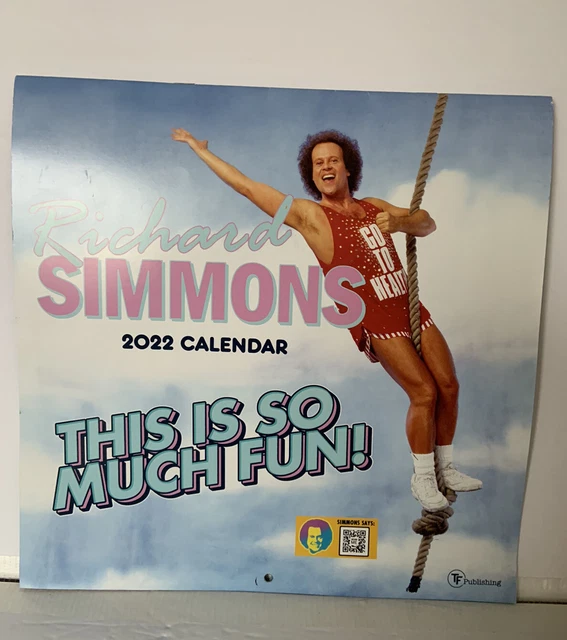 Richard
SIMMONS
2022 CALENDAR
THIS IS SO
MUCH FUN!
GO
TO
HEALTH
SIMMONS SAYS:
TF Publishing